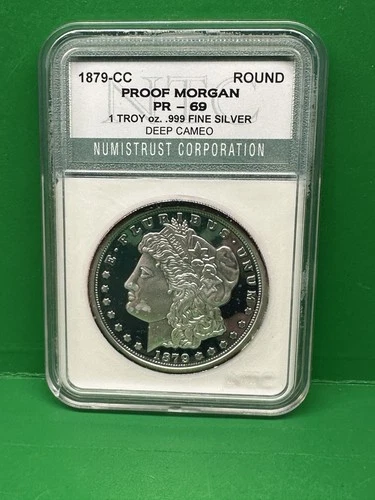 1879-CC ROUND
NTC
PROOF MORGAN
PR - 69
1 TROY oz. .999 FINE SILVER
DEEP CAMEO
NUMISTRUST CORPORATION
E·PLURIBUS·UNUM
1879